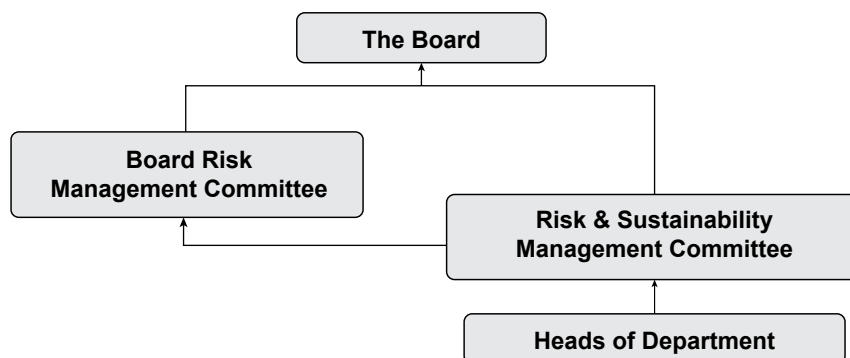 The Board
Board Risk
Management Committee
Risk & Sustainability
Management Committee
Heads of Department